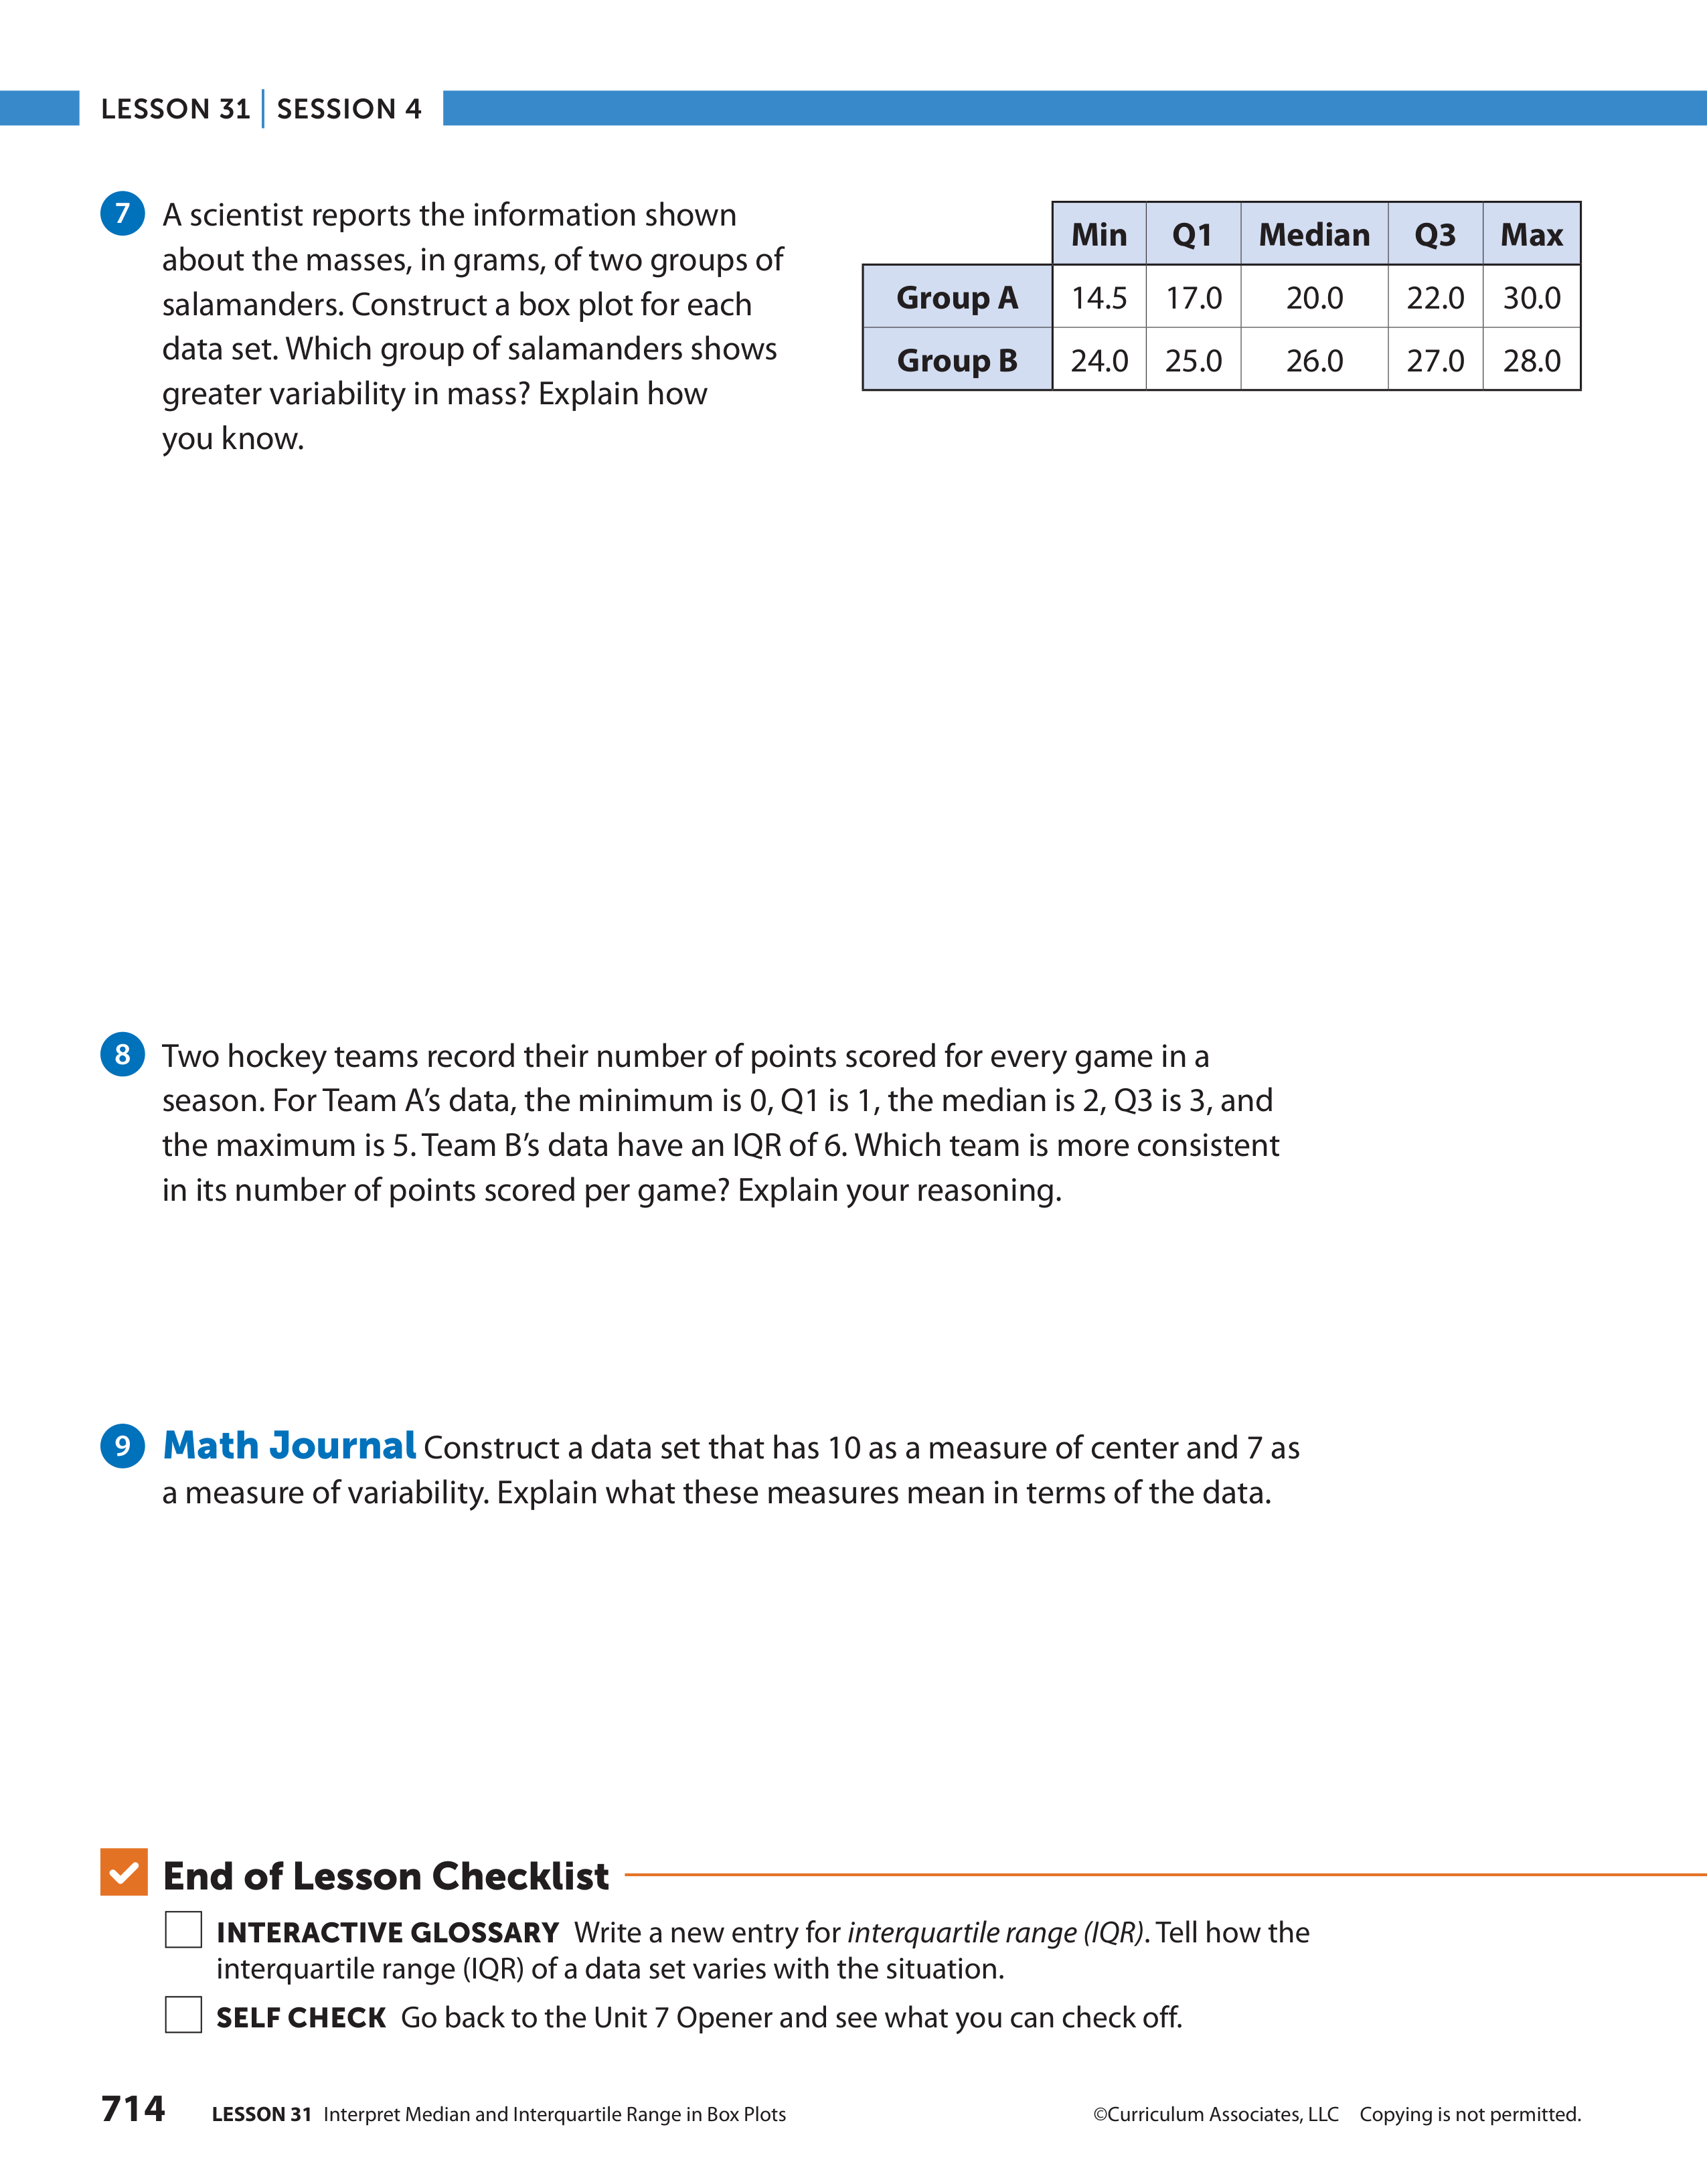 LESSON 31 | SESSION 4
7 A scientist reports the information shown
about the masses, in grams, of two groups of
salamanders. Construct a box plot for each
data set. Which group of salamanders shows
greater variability in mass? Explain how
you know.
Min Q1 Median Q3 Max
Group A 14.5 17.0 20.0 22.0 30.0
Group B 24.0 25.0 26.0 27.0 28.0
8 Two hockey teams record their number of points scored for every game in a
season. For Team A’s data, the minimum is 0, Q1 is 1, the median is 2, Q3 is 3, and
the maximum is 5. Team B’s data have an IQR of 6. Which team is more consistent
in its number of points scored per game? Explain your reasoning.
9 Math Journal Construct a data set that has 10 as a measure of center and 7 as
a measure of variability. Explain what these measures mean in terms of the data.
End of Lesson Checklist
INTERACTIVE GLOSSARY Write a new entry for interquartile range (IQR). Tell how the
interquartile range (IQR) of a data set varies with the situation.
SELF CHECK Go back to the Unit 7 Opener and see what you can check off.
714 LESSON 31 Interpret Median and Interquartile Range in Box Plots ©Curriculum Associates, LLC Copying is not permitted.